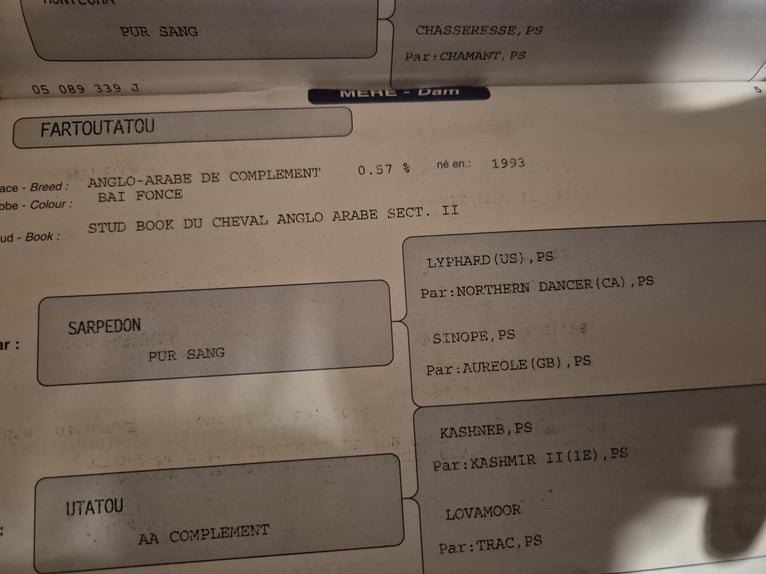 PUR SANG
CHASSERESSE, PS
Par: CHAMANT, PS
05 089 339 J
MERE - Dam
5
FARTOUTATOU
ace - Breed : ANGLO-ARABE DE COMPLEMENT 0.57 % né en.: 1993
obe - Colour : BAI FONCE
ud - Book : STUD BOOK DU CHEVAL ANGLO ARABE SECT. II
LYPHARD(US),PS
Par:NORTHERN DANCER(CA),PS
ar :
SARPEDON
PUR SANG
SINOPE,PS
Par:AUREOLE(GB),PS
KASHNEB,PS
Par:KASHMIR II(IE),PS
:
UTATOU
AA COMPLEMENT
LOVAMOOR
Par:TRAC,PS